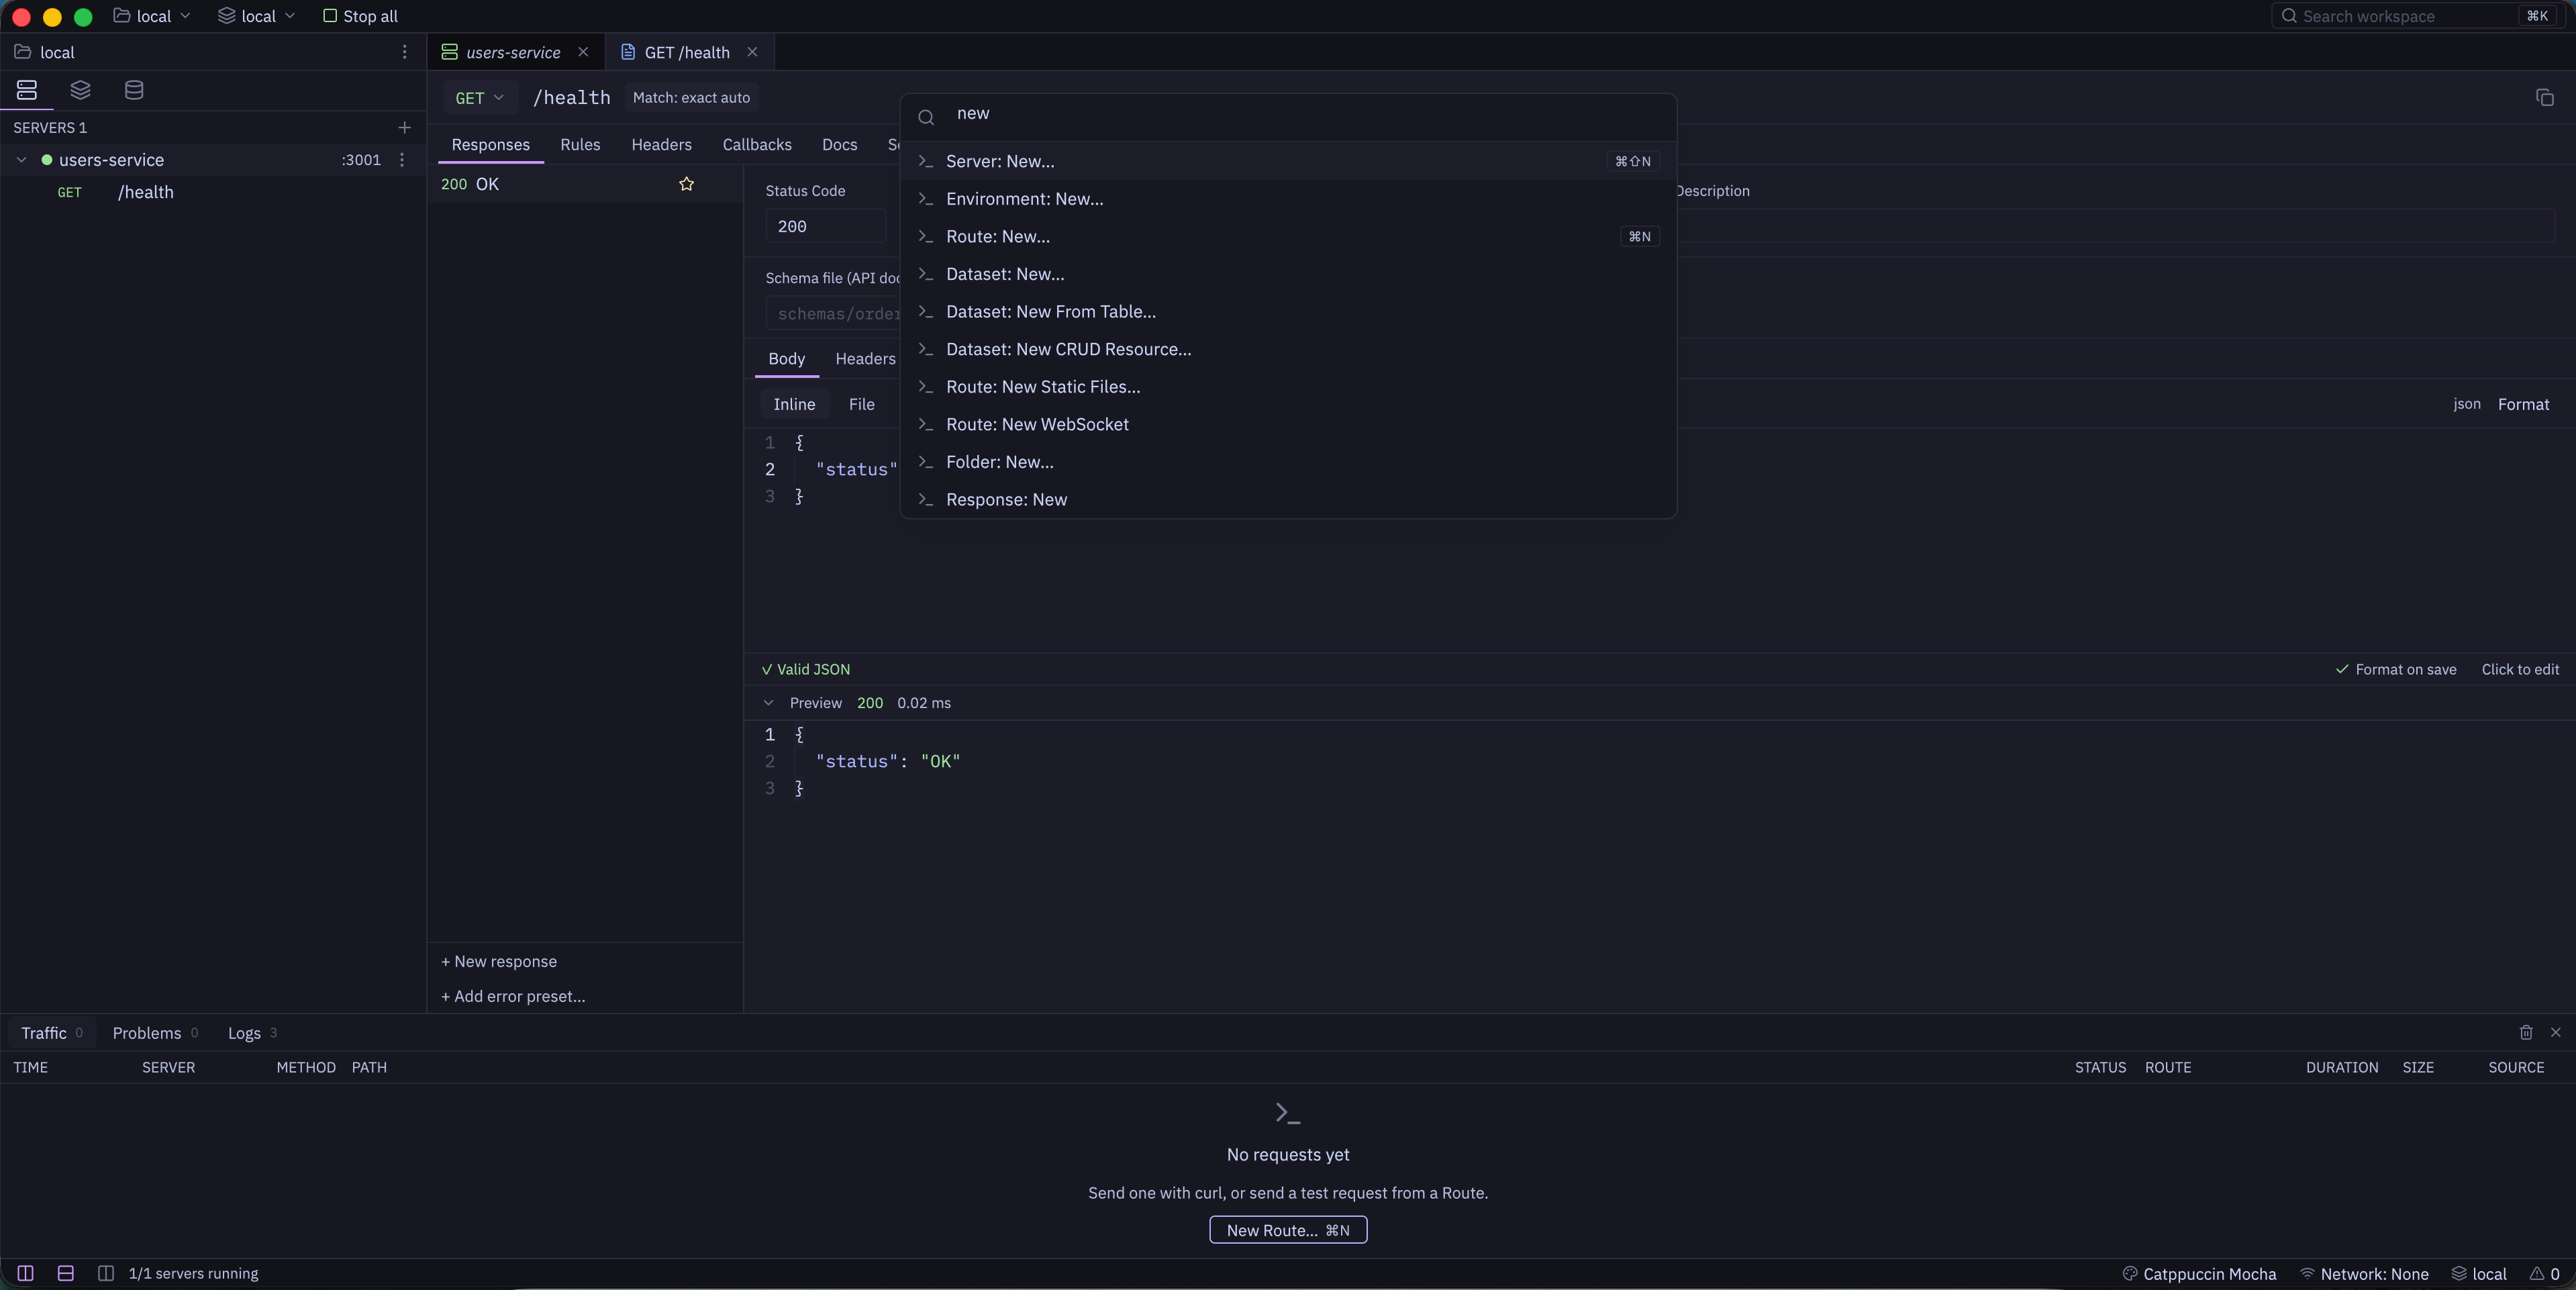 local local Stop all Search workspace ⌘K
local
users-service GET /health
GET /health Match: exact auto
SERVERS 1
users-service :3001
GET /health
Responses Rules Headers Callbacks Docs
200 OK
Status Code
200
Description
Schema file (API doc
schemas/order
Body Headers
Inline File json Format
1 {
2 "status"
3 }
new
Server: New... ⌘⇧N
Environment: New...
Route: New... ⌘N
Dataset: New...
Dataset: New From Table...
Dataset: New CRUD Resource...
Route: New Static Files...
Route: New WebSocket
Folder: New...
Response: New
✓ Valid JSON Format on save Click to edit
Preview 200 0.02 ms
1 {
2 "status": "OK"
3 }
+ New response
+ Add error preset...
Traffic 0 Problems 0 Logs 3
TIME SERVER METHOD PATH STATUS ROUTE DURATION SIZE SOURCE
No requests yet
Send one with curl, or send a test request from a Route.
New Route... ⌘N
1/1 servers running Catppuccin Mocha Network: None local 0